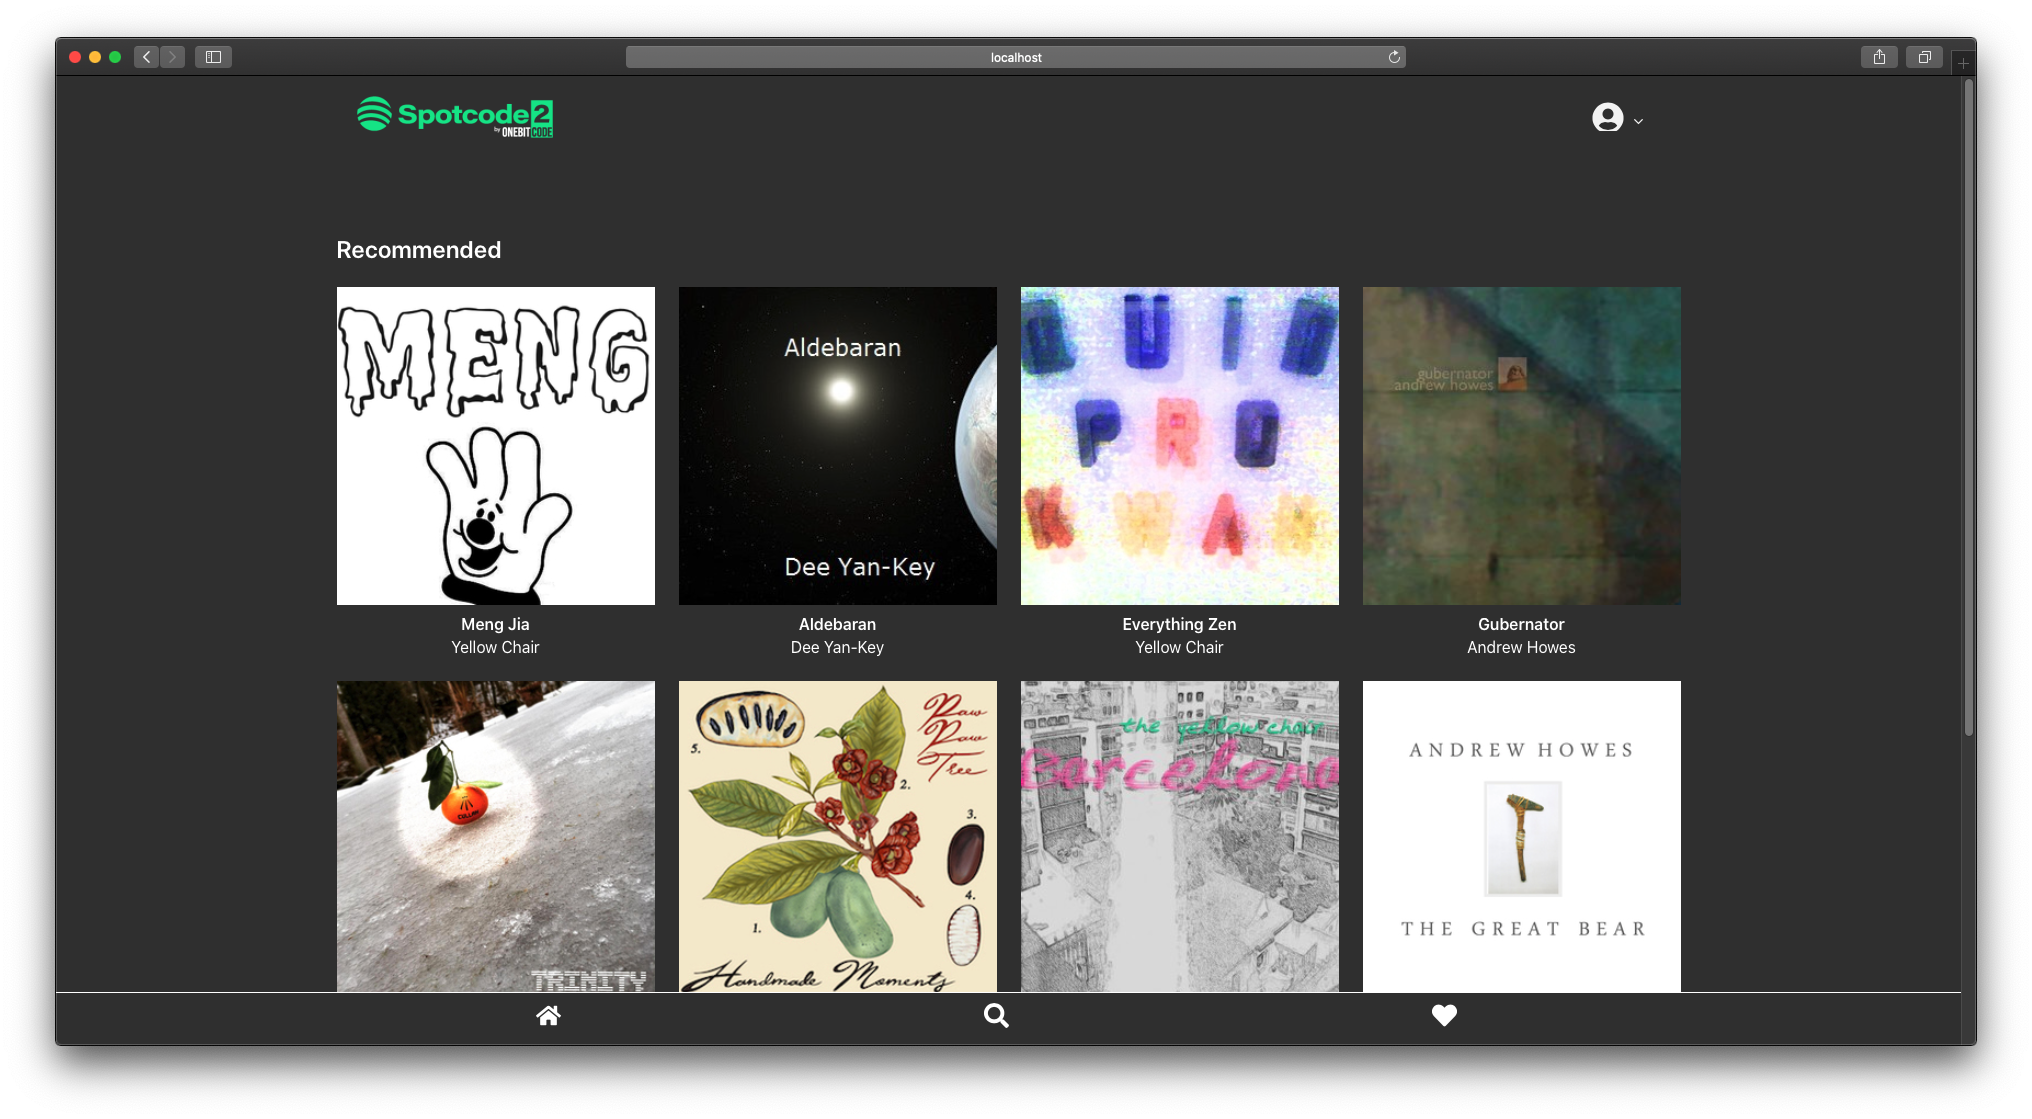 localhost
Spotcode2
by ONEBITCODE
Recommended
MENG
Aldebaran
Dee Yan-Key
QUIO
PRO
KWAN
gubernator
andrew howes
Meng Jia
Yellow Chair
Aldebaran
Dee Yan-Key
Everything Zen
Yellow Chair
Gubernator
Andrew Howes
CULLAH
TRINITY
Paw
Paw
Tree
5.
2.
3.
4.
1.
Handmade Moments
the yellow chair
Barcelona
ANDREW HOWES
THE GREAT BEAR